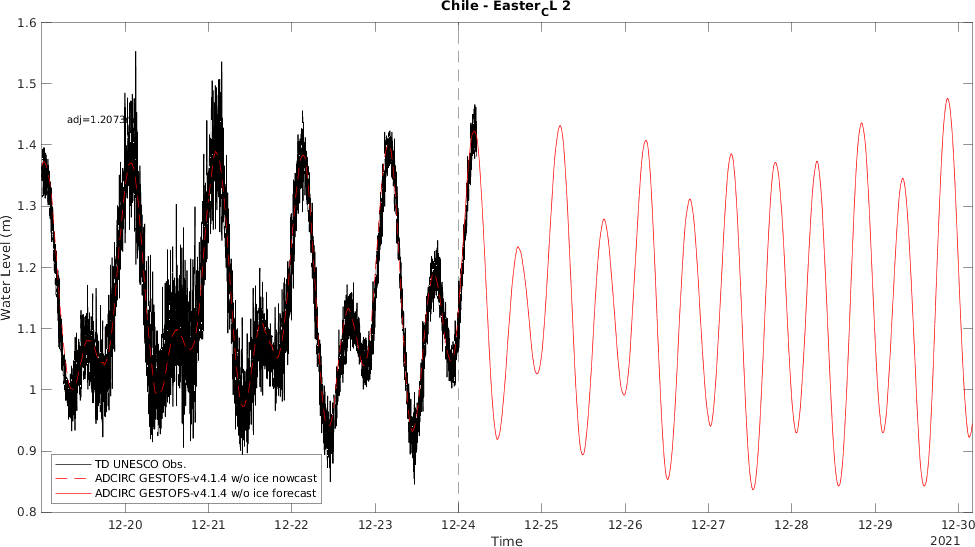 Chile - Easter_CL 2
1.6
1.5
1.4
1.3
1.2
1.1
1
0.9
0.8
Water Level (m)
adj=1.2073
TD UNESCO Obs.
ADCIRC GESTOFS-v4.1.4 w/o ice nowcast
ADCIRC GESTOFS-v4.1.4 w/o ice forecast
12-20 12-21 12-22 12-23 12-24 12-25 12-26 12-27 12-28 12-29 12-30
Time
2021